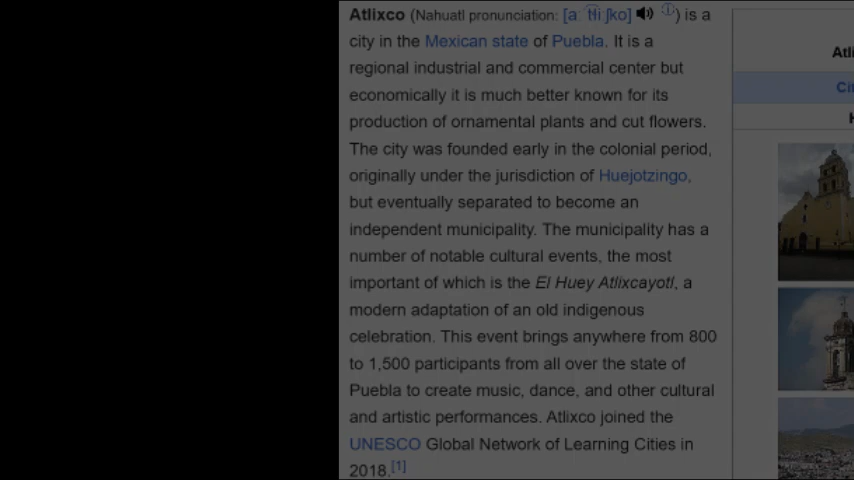 Atlixco (Nahuatl pronunciation: [aːˈt͡ɬiːʃko] ⓘ) is a
city in the Mexican state of Puebla. It is a
regional industrial and commercial center but
economically it is much better known for its
production of ornamental plants and cut flowers.
The city was founded early in the colonial period,
originally under the jurisdiction of Huejotzingo,
but eventually separated to become an
independent municipality. The municipality has a
number of notable cultural events, the most
important of which is the El Huey Atlixcayotl, a
modern adaptation of an old indigenous
celebration. This event brings anywhere from 800
to 1,500 participants from all over the state of
Puebla to create music, dance, and other cultural
and artistic performances. Atlixco joined the
UNESCO Global Network of Learning Cities in
2018.[1]